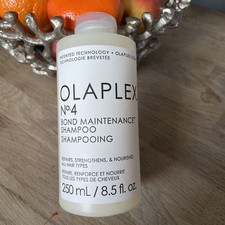 PATENTED TECHNOLOGY • OLAPLEX
TECHNOLOGIE BREVETÉE
OLAPLEX
Nº4
BOND MAINTENANCE
SHAMPOO
SHAMPOOING
REPAIRS, STRENGTHENS, & NOURISHES
ALL HAIR TYPES
RÉPARE, RENFORCE ET NOURRIT
TOUS LES TYPES DE CHEVEUX
250 mL / 8.5 fl. oz.